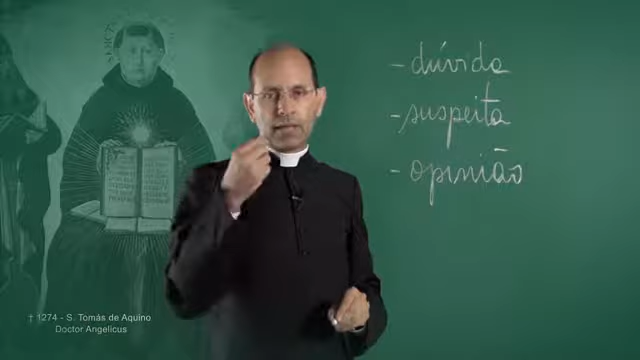 - dúvida
- suspeita
- opinião
† 1274 - S. Tomás de Aquino
Doctor Angelicus